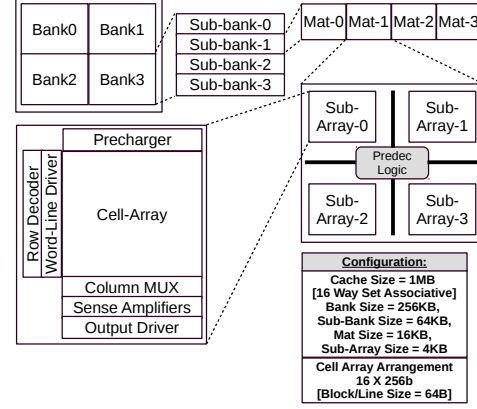 Bank0
Bank1
Bank2
Bank3
Sub-bank-0
Sub-bank-1
Sub-bank-2
Sub-bank-3
Mat-0
Mat-1
Mat-2
Mat-3
Sub-
Array-0
Sub-
Array-1
Predec
Logic
Sub-
Array-2
Sub-
Array-3
Precharger
Row Decoder
Word-Line Driver
Cell-Array
Column MUX
Sense Amplifiers
Output Driver
Configuration:
Cache Size = 1MB
[16 Way Set Associative]
Bank Size = 256KB,
Sub-Bank Size = 64KB,
Mat Size = 16KB,
Sub-Array Size = 4KB
Cell Array Arrangement
16 X 256b
[Block/Line Size = 64B]